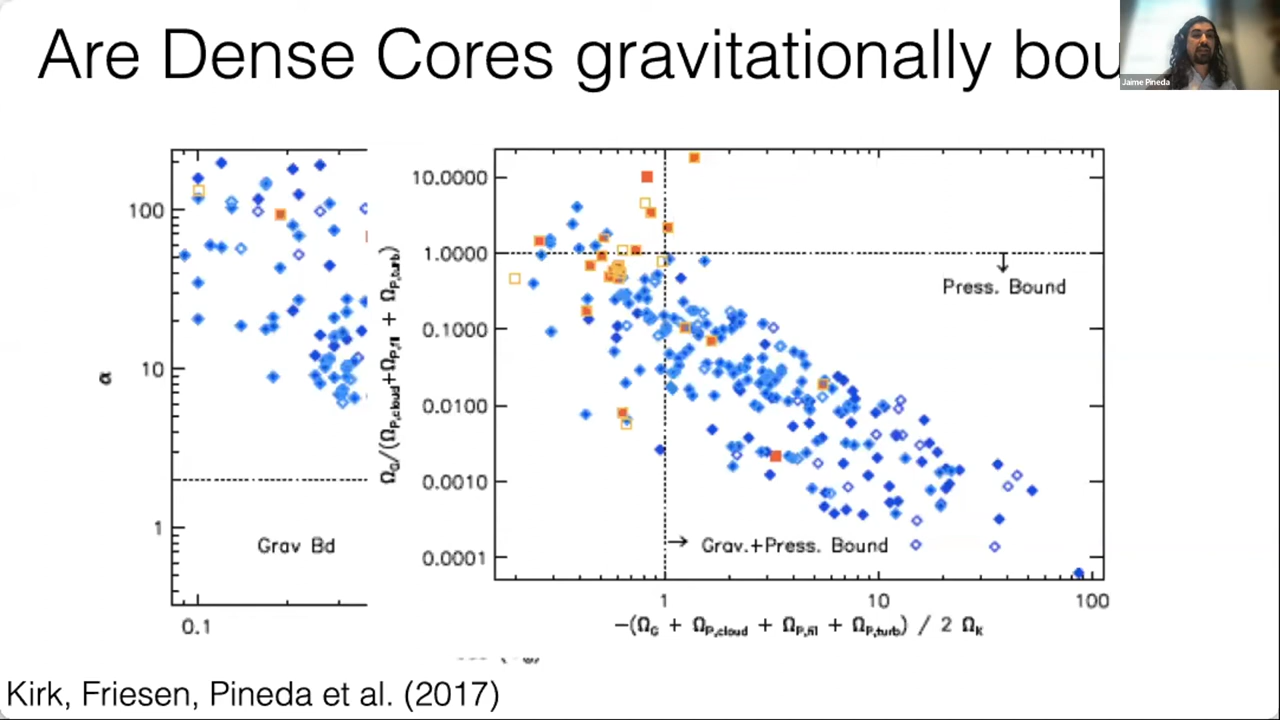 Are Dense Cores gravitationally bou
Jaime Pineda
100
10
1
0.1
α
Grav Bd
Ω_G/(Ω_P,cloud+Ω_P,fil + Ω_P,turb)
10.0000
1.0000
0.1000
0.0100
0.0010
0.0001
Press. Bound
Grav.+Press. Bound
1
10
100
−(Ω_G + Ω_P,cloud + Ω_P,fil + Ω_P,turb) / 2 Ω_K
Kirk, Friesen, Pineda et al. (2017)